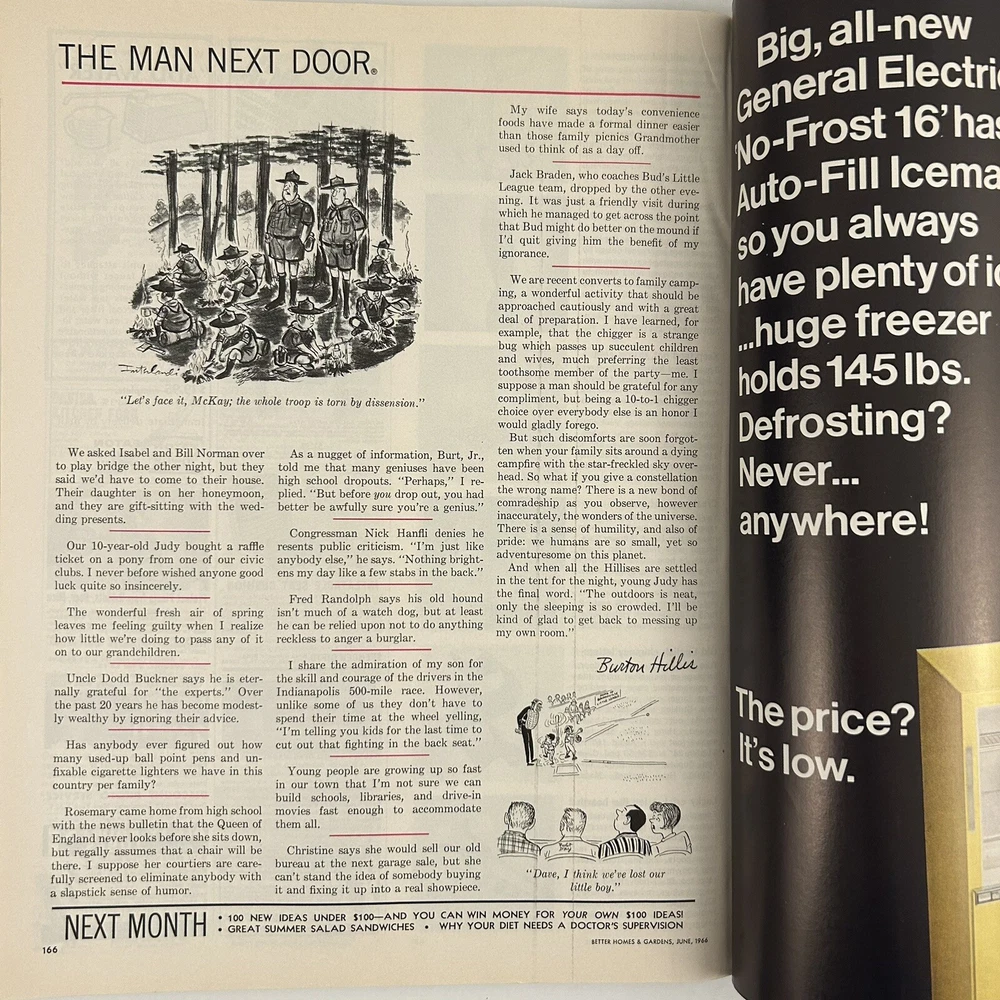 THE MAN NEXT DOOR®
"Let's face it, McKay; the whole troop is torn by dissension."
We asked Isabel and Bill Norman over
to play bridge the other night, but they
said we'd have to come to their house.
Their daughter is on her honeymoon,
and they are gift-sitting with the wed-
ding presents.
Our 10-year-old Judy bought a raffle
ticket on a pony from one of our civic
clubs. I never before wished anyone good
luck quite so insincerely.
The wonderful fresh air of spring
leaves me feeling guilty when I realize
how little we're doing to pass any of it
on to our grandchildren.
Uncle Dodd Buckner says he is eter-
nally grateful for "the experts." Over
the past 20 years he has become modest-
ly wealthy by ignoring their advice.
Has anybody ever figured out how
many used-up ball point pens and un-
fixable cigarette lighters we have in this
country per family?
Rosemary came home from high school
with the news bulletin that the Queen of
England never looks before she sits down,
but regally assumes that a chair will be
there. I suppose her courtiers are care-
fully screened to eliminate anybody with
a slapstick sense of humor.
As a nugget of information, Burt, Jr.,
told me that many geniuses have been
high school dropouts. "Perhaps," I re-
plied. "But before you drop out, you had
better be awfully sure you're a genius."
Congressman Nick Hanfli denies he
resents public criticism. "I'm just like
anybody else," he says. "Nothing bright-
ens my day like a few stabs in the back."
Fred Randolph says his old hound
isn't much of a watch dog, but at least
he can be relied upon not to do anything
reckless to anger a burglar.
I share the admiration of my son for
the skill and courage of the drivers in the
Indianapolis 500-mile race. However,
unlike some of us they don't have to
spend their time at the wheel yelling,
"I'm telling you kids for the last time to
cut out that fighting in the back seat."
Young people are growing up so fast
in our town that I'm not sure we can
build schools, libraries, and drive-in
movies fast enough to accommodate
them all.
Christine says she would sell our old
bureau at the next garage sale, but she
can't stand the idea of somebody buying
it and fixing it up into a real showpiece.
My wife says today's convenience
foods have made a formal dinner easier
than those family picnics Grandmother
used to think of as a day off.
Jack Braden, who coaches Bud's Little
League team, dropped by the other eve-
ning. It was just a friendly visit during
which he managed to get across the point
that Bud might do better on the mound if
I'd quit giving him the benefit of my
ignorance.
We are recent converts to family camp-
ing, a wonderful activity that should be
approached cautiously and with a great
deal of preparation. I have learned, for
example, that the chigger is a strange
bug which passes up succulent children
and wives, much preferring the least
toothsome member of the party—me. I
suppose a man should be grateful for any
compliment, but being a 10-to-1 chigger
choice over everybody else is an honor I
would gladly forego.
But such discomforts are soon forgot-
ten when your family sits around a dying
campfire with the star-freckled sky over-
head. So what if you give a constellation
the wrong name? There is a new bond of
comradeship as you observe, however
inaccurately, the wonders of the universe.
There is a sense of humility, and also of
pride: we humans are so small, yet so
adventuresome on this planet.
And when all the Hillises are settled
in the tent for the night, young Judy has
the final word. "The outdoors is neat,
only the sleeping is so crowded. I'll be
kind of glad to get back to messing up
my own room."
Burton Hillis
"Dave, I think we've lost our
little boy."
NEXT MONTH
• 100 NEW IDEAS UNDER $100—AND YOU CAN WIN MONEY FOR YOUR OWN $100 IDEAS!
• GREAT SUMMER SALAD SANDWICHES • WHY YOUR DIET NEEDS A DOCTOR'S SUPERVISION
166
BETTER HOMES & GARDENS, JUNE, 1966
Big, all-new
General Electri
'No-Frost 16' has
Auto-Fill Icema
so you always
have plenty of ic
...huge freezer
holds 145 lbs.
Defrosting?
Never...
anywhere!
The price?
It's low.